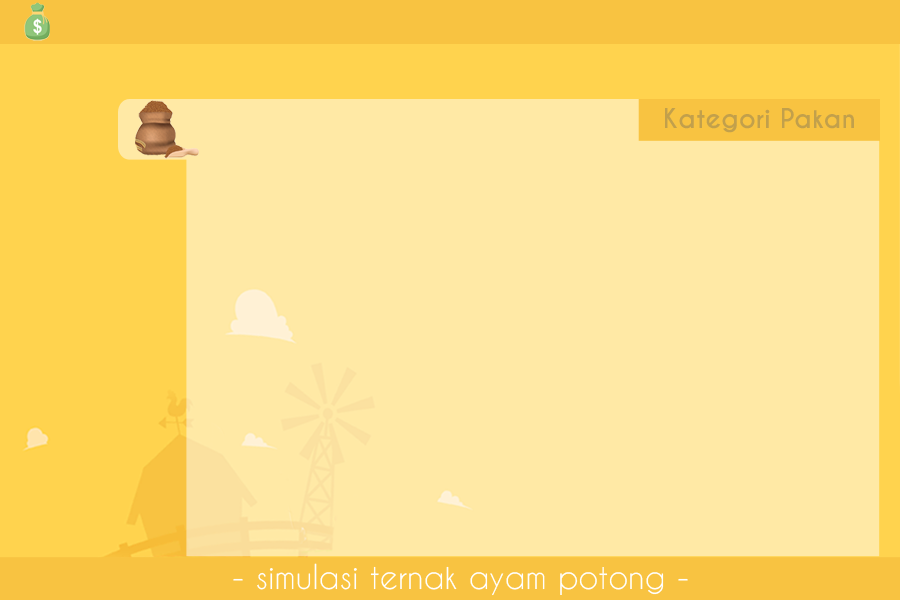 $
Kategori Pakan
- simulasi ternak ayam potong -